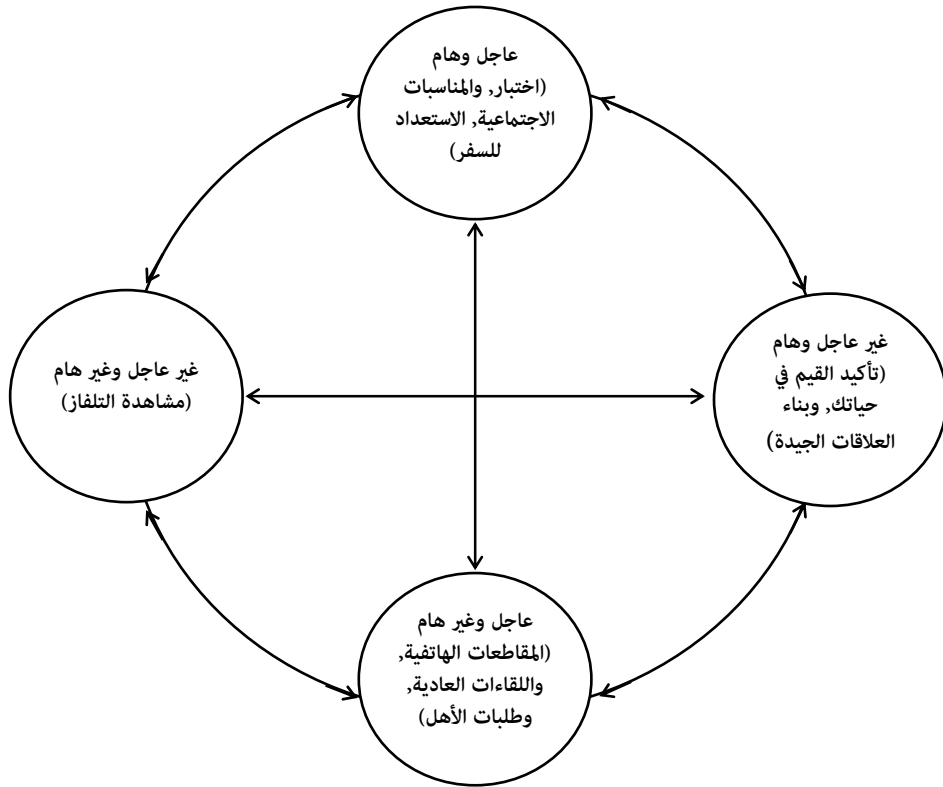 عاجل وهام
(اختبار, والمناسبات
الاجتماعية, الاستعداد
للسفر)
غير عاجل وهام
(تأكيد القيم في
حياتك, وبناء
العلاقات الجيدة)
غير عاجل وغير هام
(مشاهدة التلفاز)
عاجل وغير هام
(المقاطعات الهاتفية,
واللقاءات العادية,
وطلبات الأهل)